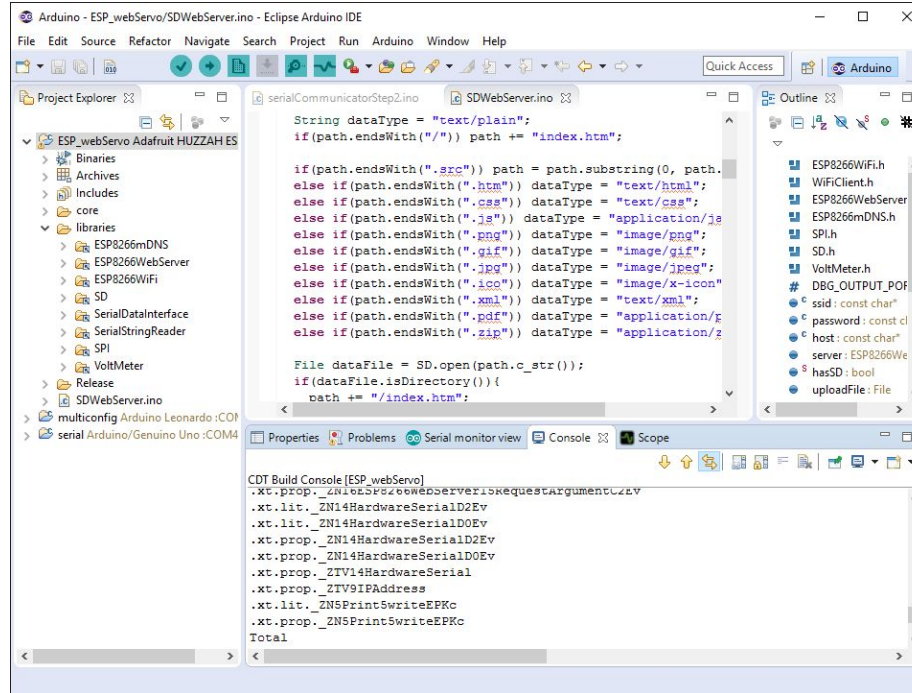 Arduino - ESP_webServo/SDWebServer.ino - Eclipse Arduino IDE
File Edit Source Refactor Navigate Search Project Run Arduino Window Help
Quick Access
Arduino
Project Explorer
ESP_webServo Adafruit HUZZAH ES
Binaries
Archives
Includes
core
libraries
ESP8266mDNS
ESP8266WebServer
ESP8266WiFi
SD
SerialDataInterface
SerialStringReader
SPI
VoltMeter
Release
SDWebServer.ino
multiconfig Arduino Leonardo :COM
serial Arduino/Genuino Uno :COM4
serialCommunicatorStep2.ino SDWebServer.ino
String dataType = "text/plain";
if(path.endsWith("/")) path += "index.htm";
if(path.endsWith(".src")) path = path.substring(0, path.
else if(path.endsWith(".htm")) dataType = "text/html";
else if(path.endsWith(".css")) dataType = "text/css";
else if(path.endsWith(".js")) dataType = "application/ja
else if(path.endsWith(".png")) dataType = "image/png";
else if(path.endsWith(".gif")) dataType = "image/gif";
else if(path.endsWith(".jpg")) dataType = "image/jpeg";
else if(path.endsWith(".ico")) dataType = "image/x-icon"
else if(path.endsWith(".xml")) dataType = "text/xml";
else if(path.endsWith(".pdf")) dataType = "application/p
else if(path.endsWith(".zip")) dataType = "application/z
File dataFile = SD.open(path.c_str());
if(dataFile.isDirectory()){
path += "/index.htm";
Outline
ESP8266WiFi.h
WiFiClient.h
ESP8266WebServer
ESP8266mDNS.h
SPI.h
SD.h
VoltMeter.h
# DBG_OUTPUT_POR
ssid : const char*
password : const cl
host : const char*
server : ESP8266We
hasSD : bool
uploadFile : File
Properties Problems Serial monitor view Console Scope
CDT Build Console [ESP_webServo]
.xt.prop._ZN16ESP8266WebServer15RequestArgumentC2Ev
.xt.lit._ZN14HardwareSerialD2Ev
.xt.lit._ZN14HardwareSerialD0Ev
.xt.prop._ZN14HardwareSerialD2Ev
.xt.prop._ZN14HardwareSerialD0Ev
.xt.prop._ZTV14HardwareSerial
.xt.prop._ZTV9IPAddress
.xt.lit._ZN5Print5writeEPKc
.xt.prop._ZN5Print5writeEPKc
Total